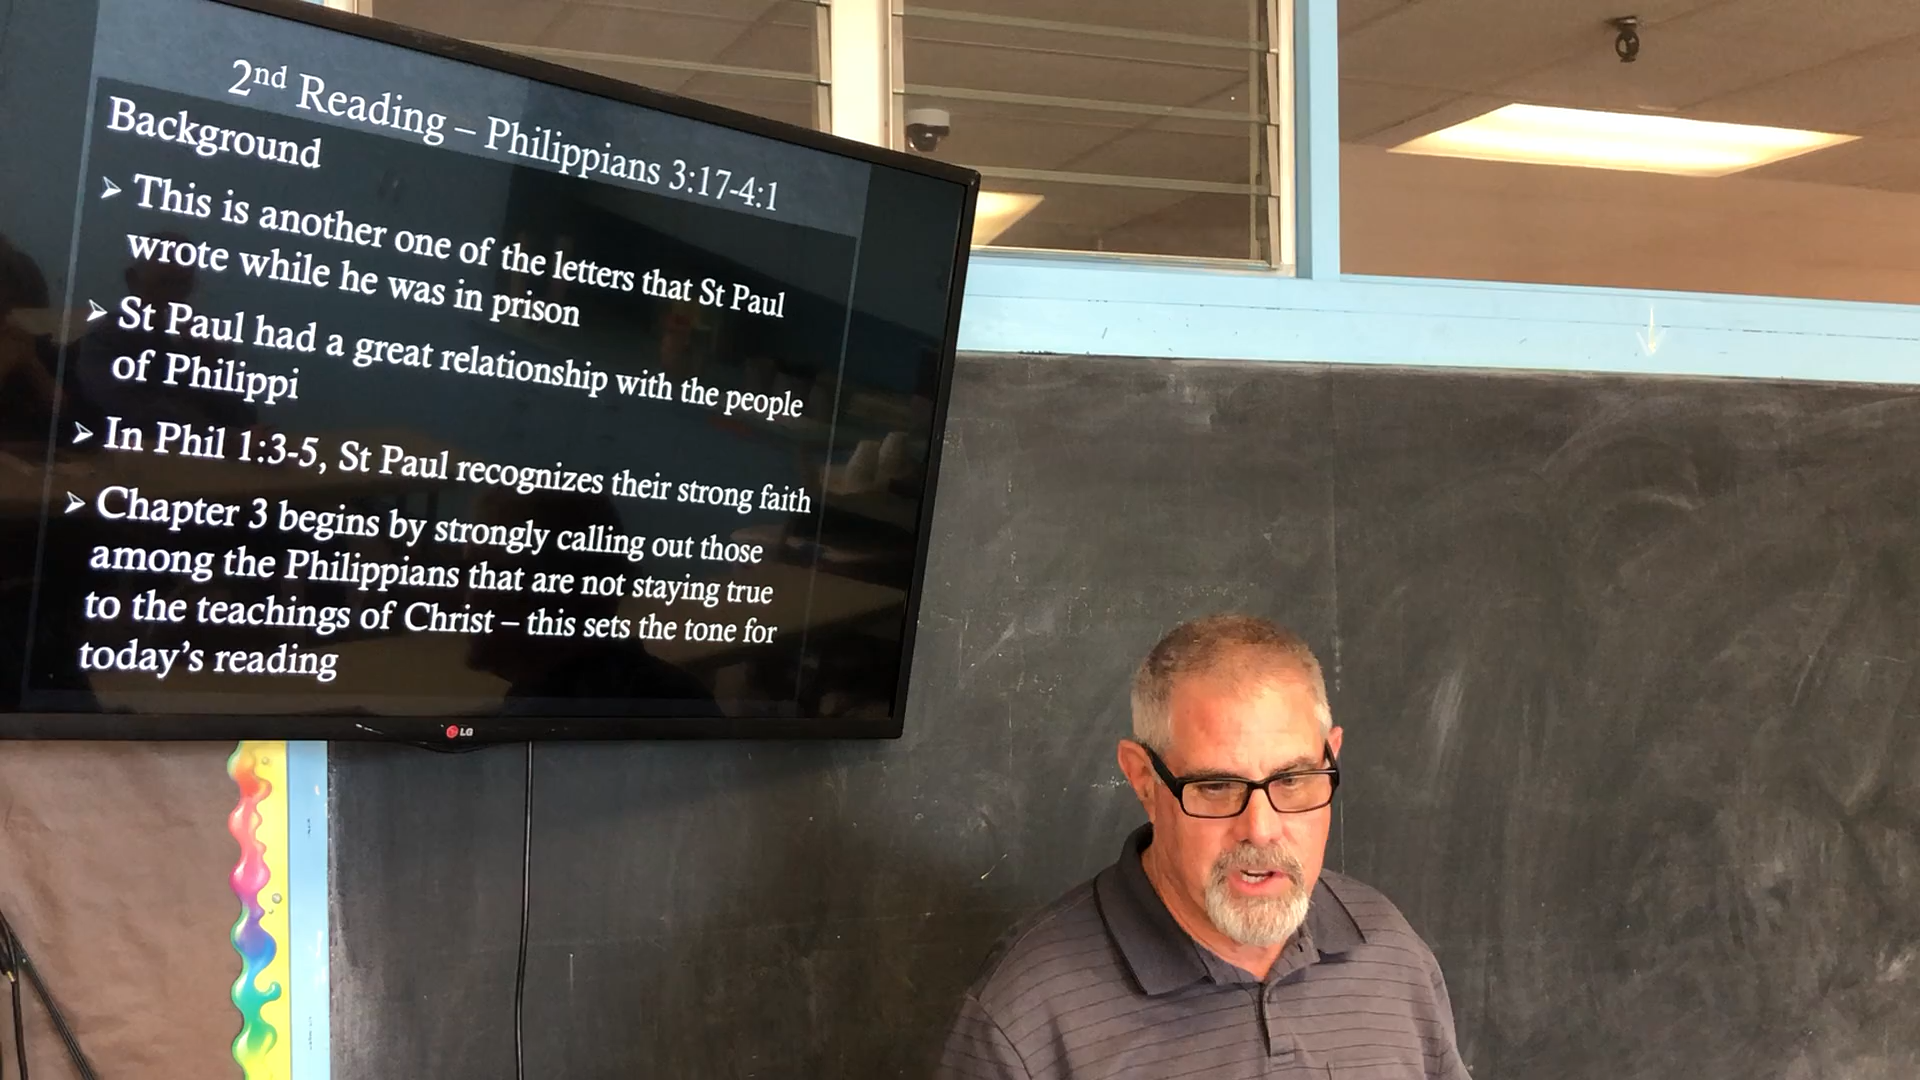 2nd Reading – Philippians 3:17-4:1
Background
➢ This is another one of the letters that St Paul
wrote while he was in prison
➢ St Paul had a great relationship with the people
of Philippi
➢ In Phil 1:3-5, St Paul recognizes their strong faith
➢ Chapter 3 begins by strongly calling out those
among the Philippians that are not staying true
to the teachings of Christ – this sets the tone for
today's reading
LG